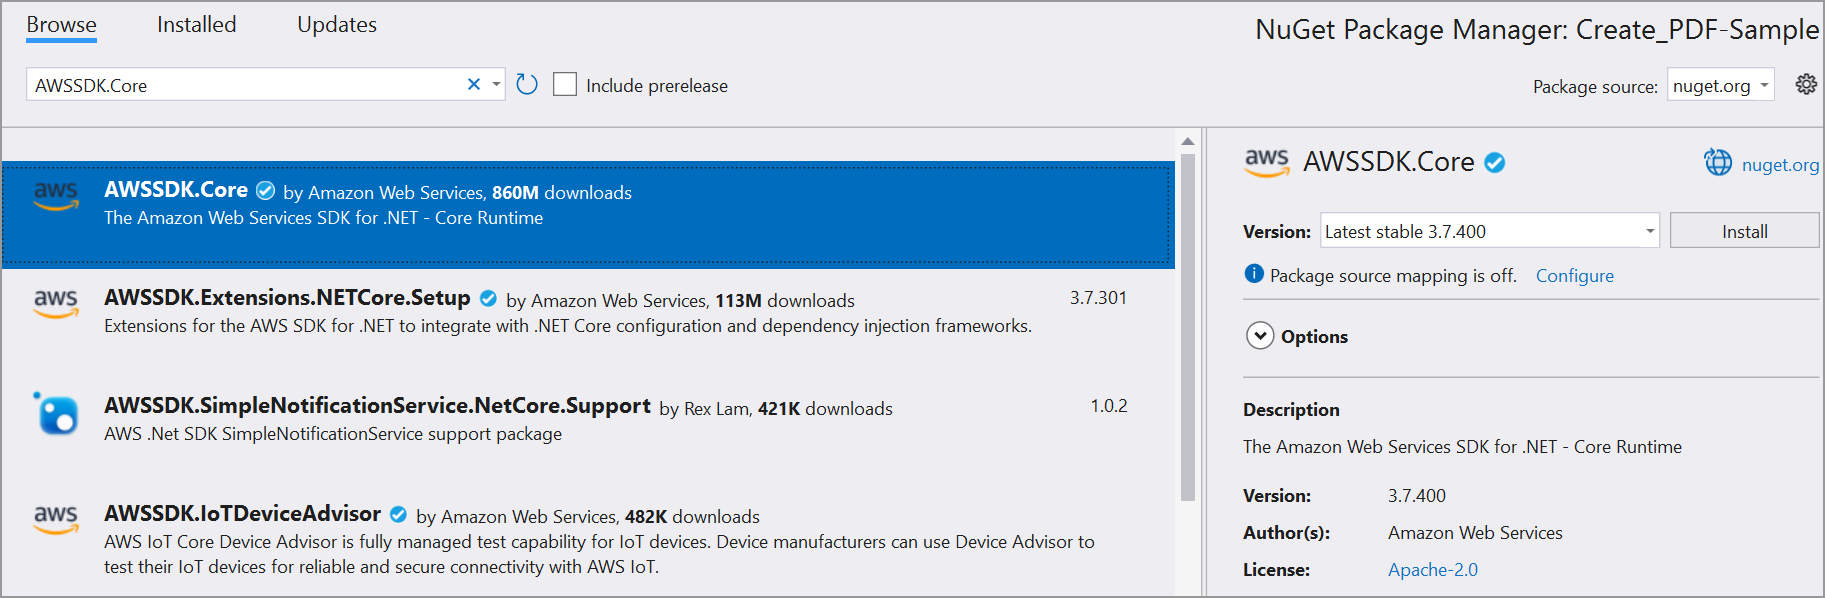 Browse Installed Updates
NuGet Package Manager: Create_PDF-Sample
AWSSDK.Core
Include prerelease
Package source: nuget.org
aws
AWSSDK.Core by Amazon Web Services, 860M downloads
The Amazon Web Services SDK for .NET - Core Runtime
aws
AWSSDK.Extensions.NETCore.Setup by Amazon Web Services, 113M downloads 3.7.301
Extensions for the AWS SDK for .NET to integrate with .NET Core configuration and dependency injection frameworks.
AWSSDK.SimpleNotificationService.NetCore.Support by Rex Lam, 421K downloads 1.0.2
AWS .Net SDK SimpleNotificationService support package
aws
AWSSDK.IoTDeviceAdvisor by Amazon Web Services, 482K downloads
AWS IoT Core Device Advisor is fully managed test capability for IoT devices. Device manufacturers can use Device Advisor to
test their IoT devices for reliable and secure connectivity with AWS IoT.
aws AWSSDK.Core nuget.org
Version: Latest stable 3.7.400 Install
Package source mapping is off. Configure
Options
Description
The Amazon Web Services SDK for .NET - Core Runtime
Version: 3.7.400
Author(s): Amazon Web Services
License: Apache-2.0